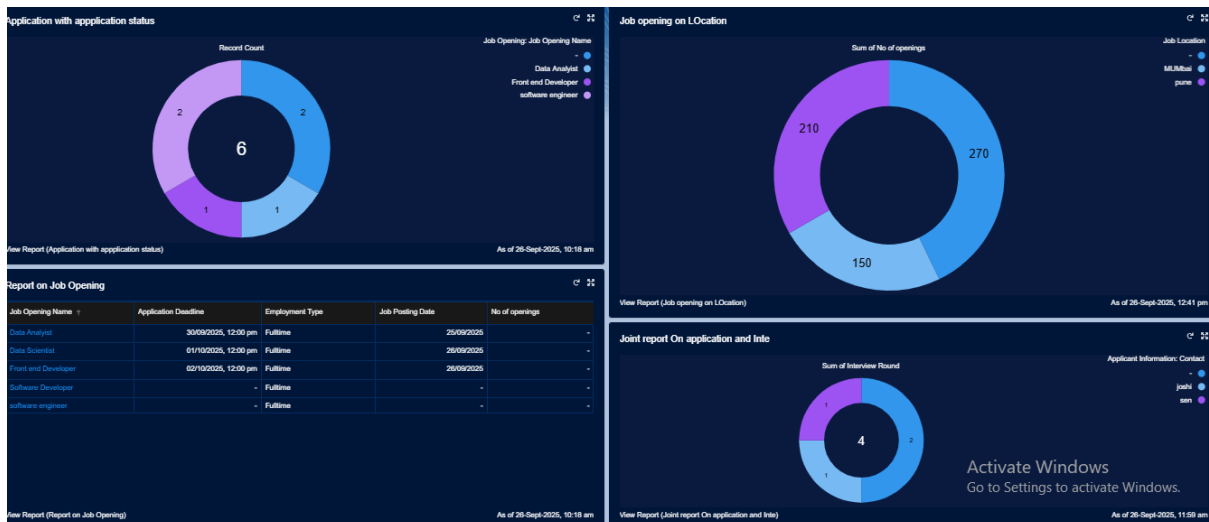 Application with appplication status
Record Count
Job Opening: Job Opening Name
-
Data Analyist
Front end Developer
software engineer
2
2
6
1
1
View Report (Application with appplication status)
As of 26-Sept-2025, 10:18 am
Job opening on LOcation
Sum of No of openings
Job Location
-
MUMbai
pune
210
270
150
View Report (Job opening on LOcation)
As of 26-Sept-2025, 12:41 pm
Report on Job Opening
Job Opening Name ↑ Application Deadline Employment Type Job Posting Date No of openings
Data Analyist 30/09/2025, 12:00 pm Fulltime 25/09/2025 -
Data Scientist 01/10/2025, 12:00 pm Fulltime 26/09/2025 -
Front end Developer 02/10/2025, 12:00 pm Fulltime 26/09/2025 -
Software Developer - Fulltime - -
software engineer - Fulltime - -
View Report (Report on Job Opening)
As of 26-Sept-2025, 10:18 am
Joint report On application and Inte
Sum of Interview Round
Applicant Information: Contact
-
joshi
sen
1
2
4
1
Activate Windows
Go to Settings to activate Windows.
View Report (Joint report On application and Inte)
As of 26-Sept-2025, 11:59 am